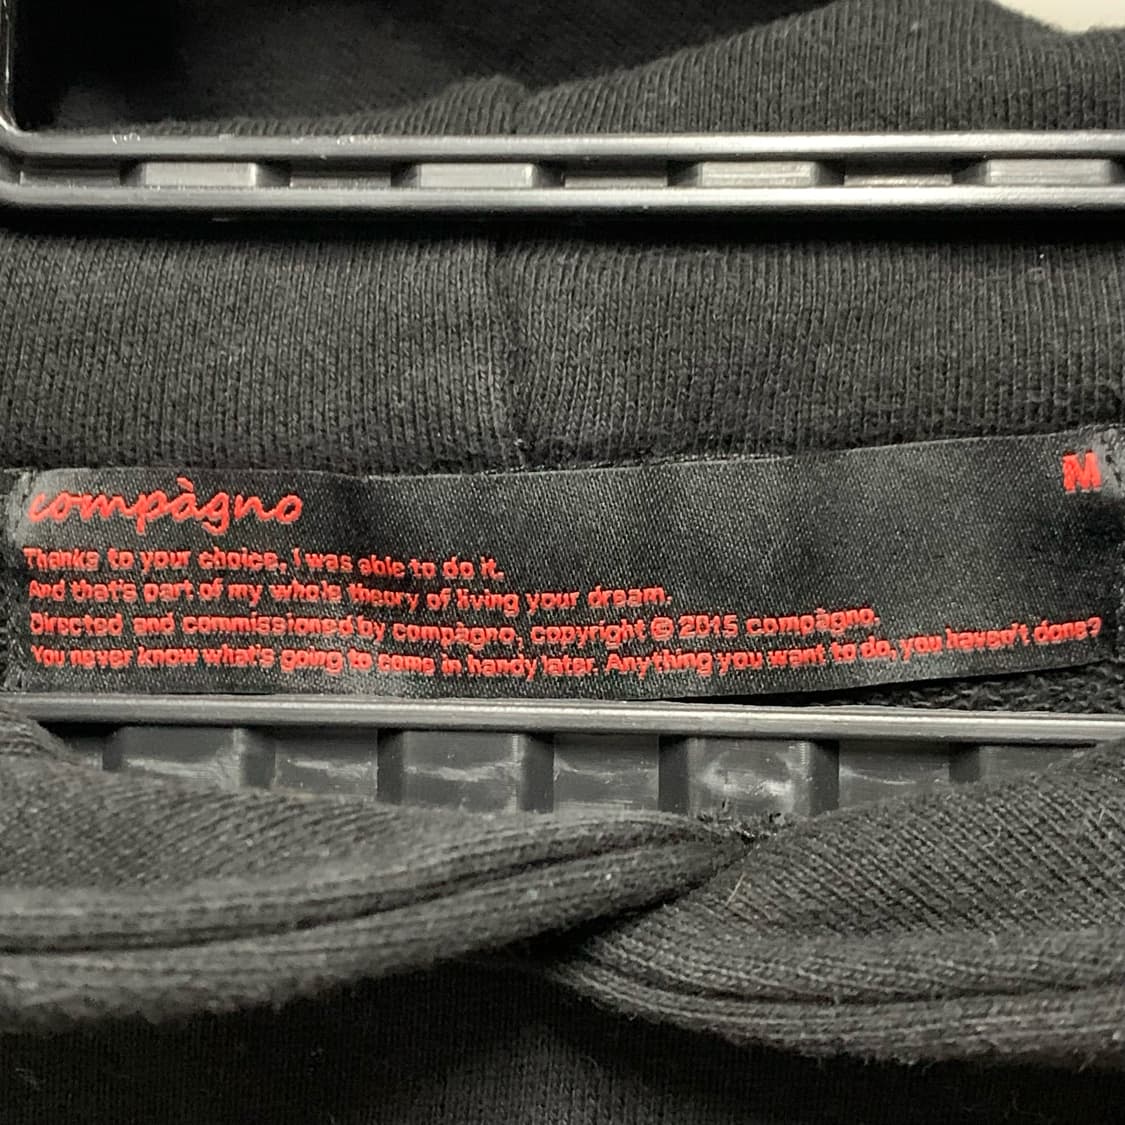 compàgno
M
Thanks to your choice, I was able to do it.
And that's part of my whole theory of living your dream.
Directed and commissioned by compàgno, copyright © 2015 compàgno.
You never know what's going to come in handy later. Anything you want to do, you haven't done?